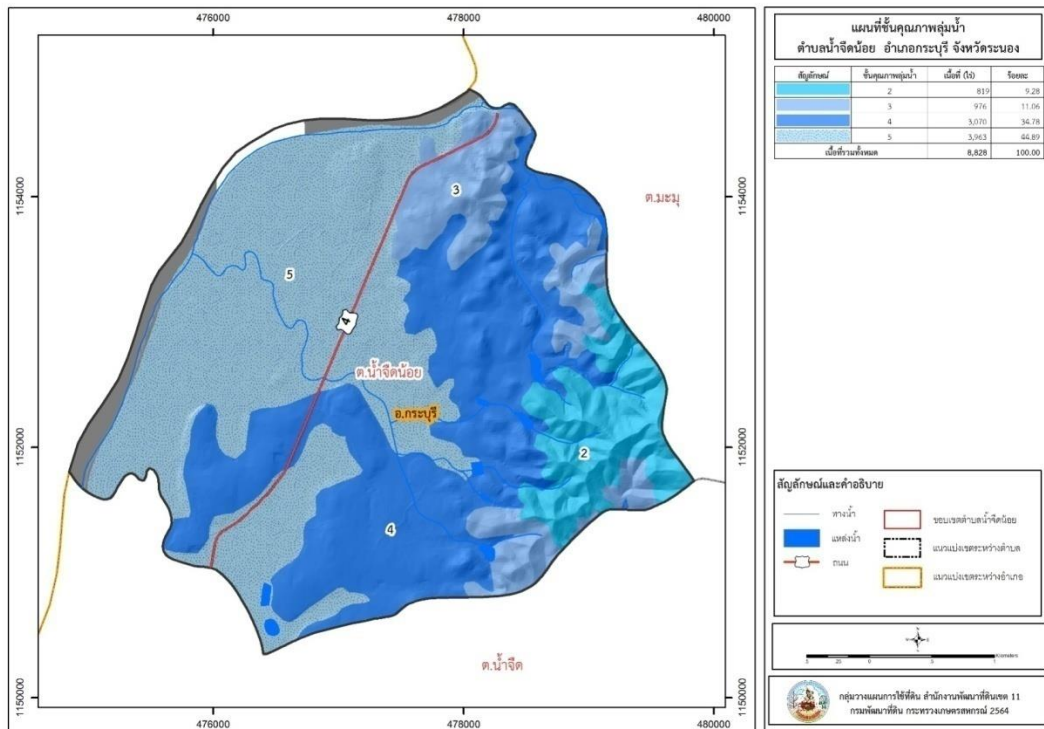 476000 478000 480000
1154000
1152000
1150000
3
ต.มะมุ
5
4
ต.น้ำจืดน้อย
อ.กระบุรี
2
4
ต.น้ำจืด
1154000
1152000
1150000
476000 478000 480000
แผนที่ชั้นคุณภาพลุ่มน้ำ
ตำบลน้ำจืดน้อย อำเภอกระบุรี จังหวัดระนอง
สัญลักษณ์ ชั้นคุณภาพลุ่มน้ำ เนื้อที่ (ไร่) ร้อยละ
2 819 9.28
3 976 11.06
4 3,070 34.78
5 3,963 44.89
เนื้อที่รวมทั้งหมด 8,828 100.00
สัญลักษณ์และคำอธิบาย
ทางน้ำ ขอบเขตตำบลน้ำจืดน้อย
แหล่งน้ำ แนวแบ่งเขตระหว่างตำบล
ถนน แนวแบ่งเขตระหว่างอำเภอ
Kilometers
กลุ่มวางแผนการใช้ที่ดิน สำนักงานพัฒนาที่ดินเขต 11
กรมพัฒนาที่ดิน กระทรวงเกษตรสหกรณ์ 2564